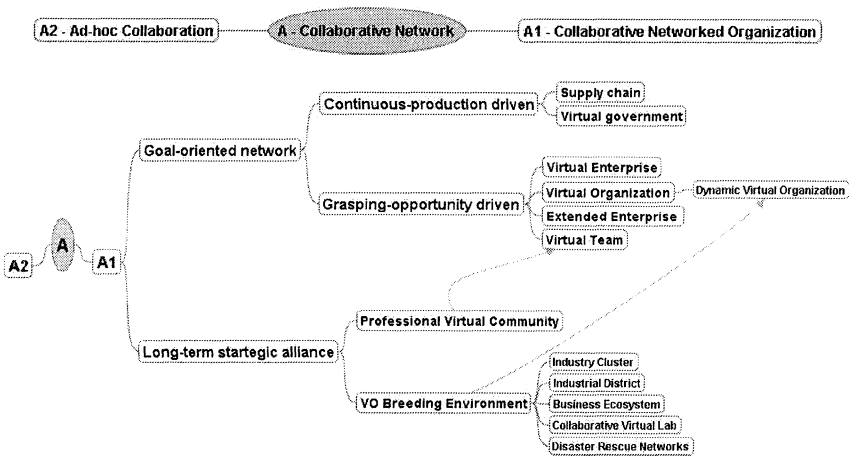 A2 - Ad-hoc Collaboration
A - Collaborative Network
A1 - Collaborative Networked Organization
Continuous-production driven
Supply chain
Virtual government
Goal-oriented network
Grasping-opportunity driven
Virtual Enterprise
Virtual Organization
Dynamic Virtual Organization
Extended Enterprise
Virtual Team
A2
A
A1
Professional Virtual Community
Long-term startegic alliance
VO Breeding Environment
Industry Cluster
Industrial District
Business Ecosystem
Collaborative Virtual Lab
Disaster Rescue Networks